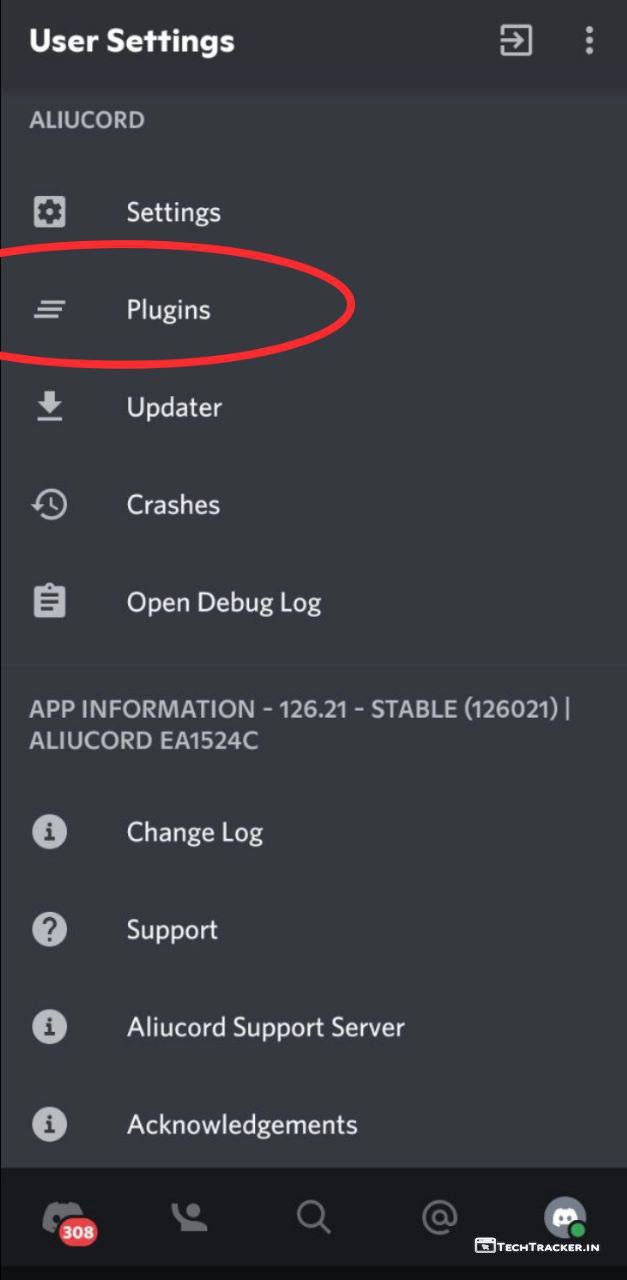 User Settings
ALIUCORD
Settings
Plugins
Updater
Crashes
Open Debug Log
APP INFORMATION - 126.21 - STABLE (126021) |
ALIUCORD EA1524C
Change Log
Support
Aliucord Support Server
Acknowledgements
308
TECHTRACKER.IN